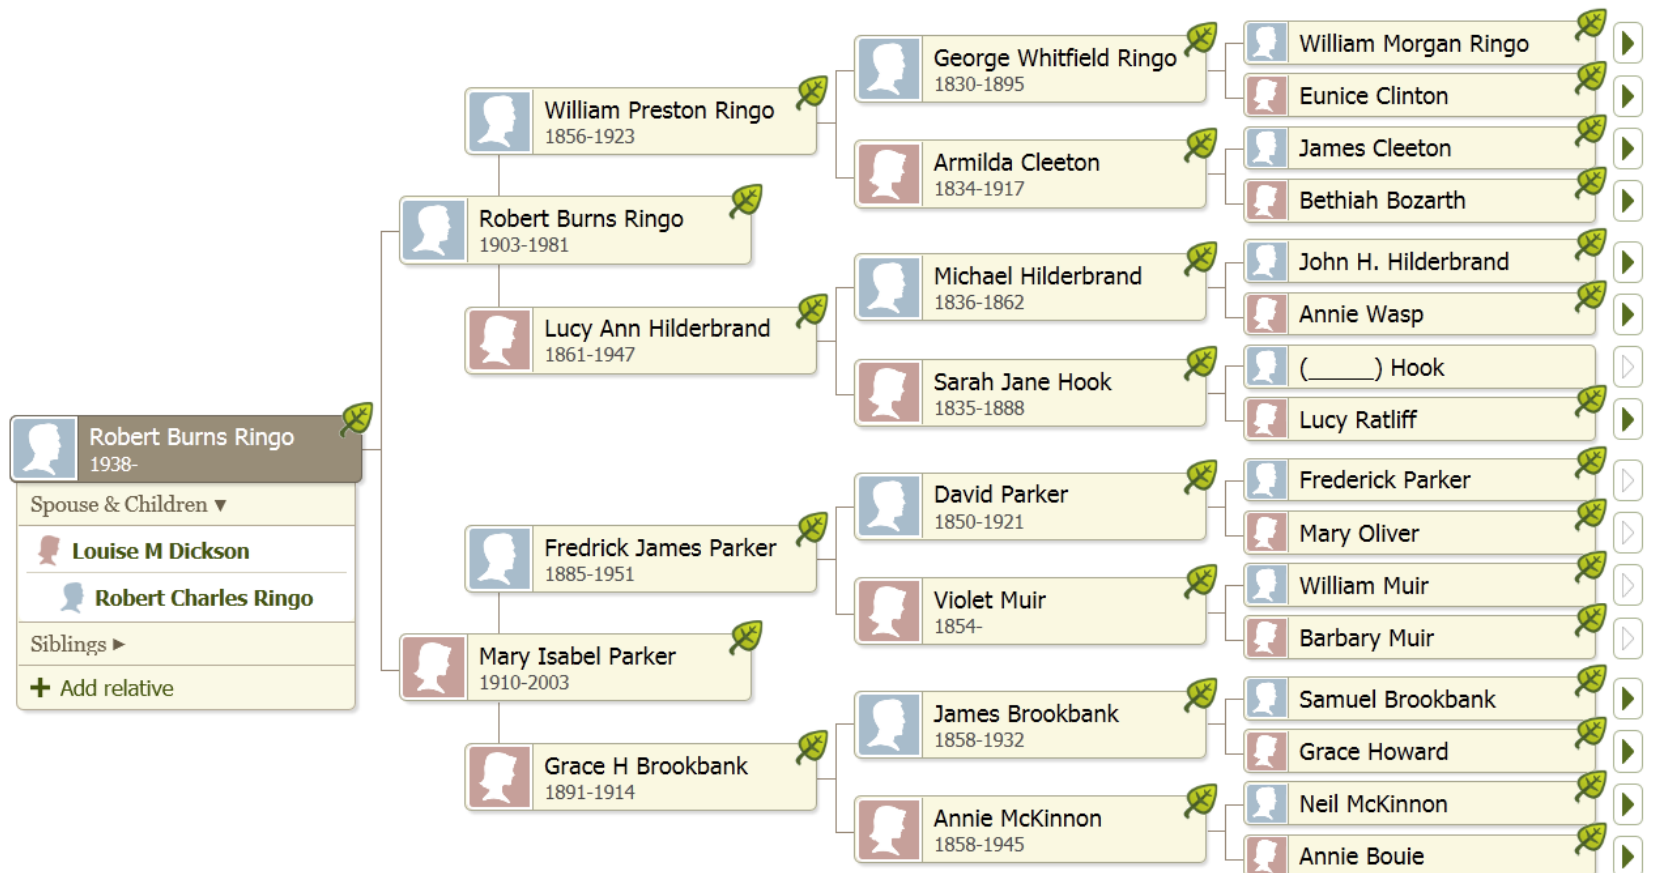 William Preston Ringo
1856-1923
Robert Burns Ringo
1903-1981
Lucy Ann Hilderbrand
1861-1947
Robert Burns Ringo
1938-
Spouse & Children ▾
Louise M Dickson
Robert Charles Ringo
Siblings ▸
+ Add relative
Fredrick James Parker
1885-1951
Mary Isabel Parker
1910-2003
Grace H Brookbank
1891-1914
George Whitfield Ringo
1830-1895
Armilda Cleeton
1834-1917
Michael Hilderbrand
1836-1862
Sarah Jane Hook
1835-1888
David Parker
1850-1921
Violet Muir
1854-
James Brookbank
1858-1932
Annie McKinnon
1858-1945
William Morgan Ringo
Eunice Clinton
James Cleeton
Bethiah Bozarth
John H. Hilderbrand
Annie Wasp
(_____) Hook
Lucy Ratliff
Frederick Parker
Mary Oliver
William Muir
Barbary Muir
Samuel Brookbank
Grace Howard
Neil McKinnon
Annie Bouie